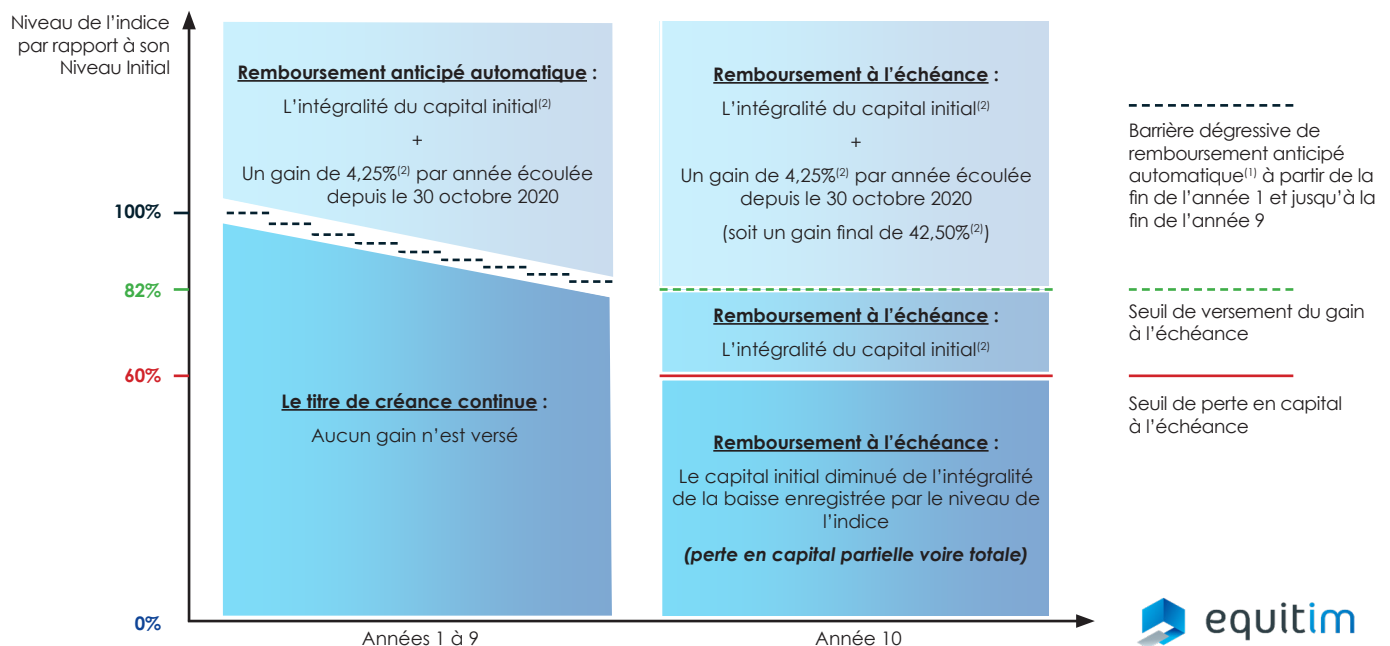 Niveau de l’indice
par rapport à son
Niveau Initial
100%
82%
60%
0%
Remboursement anticipé automatique :
L’intégralité du capital initial(2)
+
Un gain de 4,25%(2) par année écoulée
depuis le 30 octobre 2020
Le titre de créance continue :
Aucun gain n’est versé
Années 1 à 9
Remboursement à l’échéance :
L’intégralité du capital initial(2)
+
Un gain de 4,25%(2) par année écoulée
depuis le 30 octobre 2020
(soit un gain final de 42,50%(2))
Remboursement à l’échéance :
L’intégralité du capital initial(2)
Remboursement à l’échéance :
Le capital initial diminué de l’intégralité
de la baisse enregistrée par le niveau de
l’indice
(perte en capital partielle voire totale)
Année 10
Barrière dégressive de
remboursement anticipé
automatique(1) à partir de la
fin de l’année 1 et jusqu’à la
fin de l’année 9
Seuil de versement du gain
à l’échéance
Seuil de perte en capital
à l’échéance
equitim